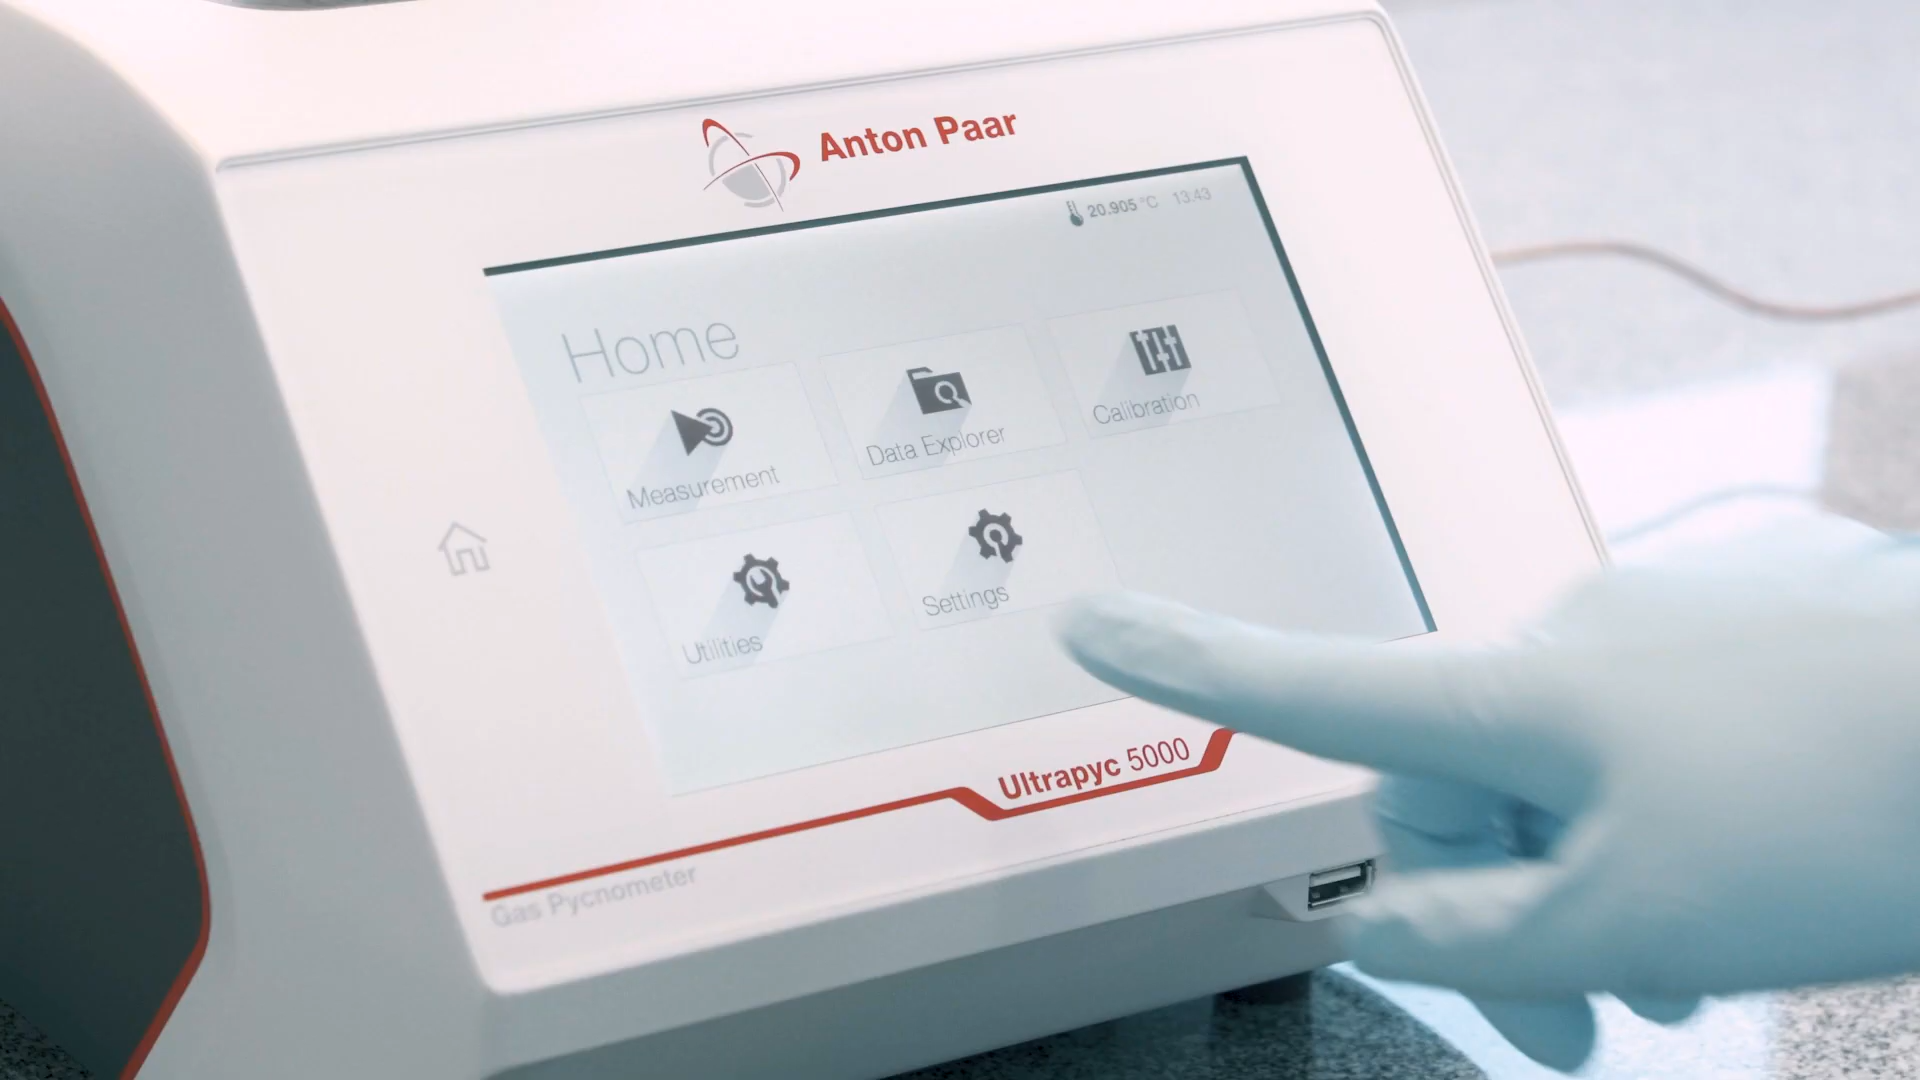 Anton Paar
20.905 °C 13:43
Home
Measurement
Data Explorer
Calibration
Utilities
Settings
Ultrapyc 5000
Gas Pycnometer